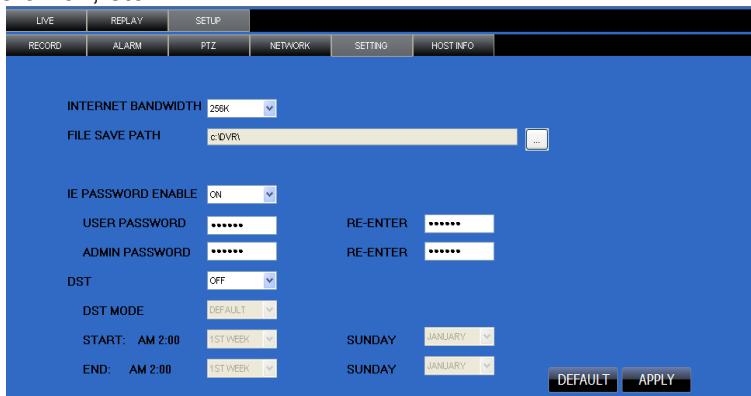 LIVE REPLAY SETUP
RECORD ALARM PTZ NETWORK SETTING HOST INFO
INTERNET BANDWIDTH 256K
FILE SAVE PATH c:\DVR\ ...
IE PASSWORD ENABLE ON
USER PASSWORD •••••• RE-ENTER ••••••
ADMIN PASSWORD •••••• RE-ENTER ••••••
DST OFF
DST MODE DEFAULT
START: AM 2:00 1ST WEEK SUNDAY JANUARY
END: AM 2:00 1ST WEEK SUNDAY JANUARY
DEFAULT APPLY